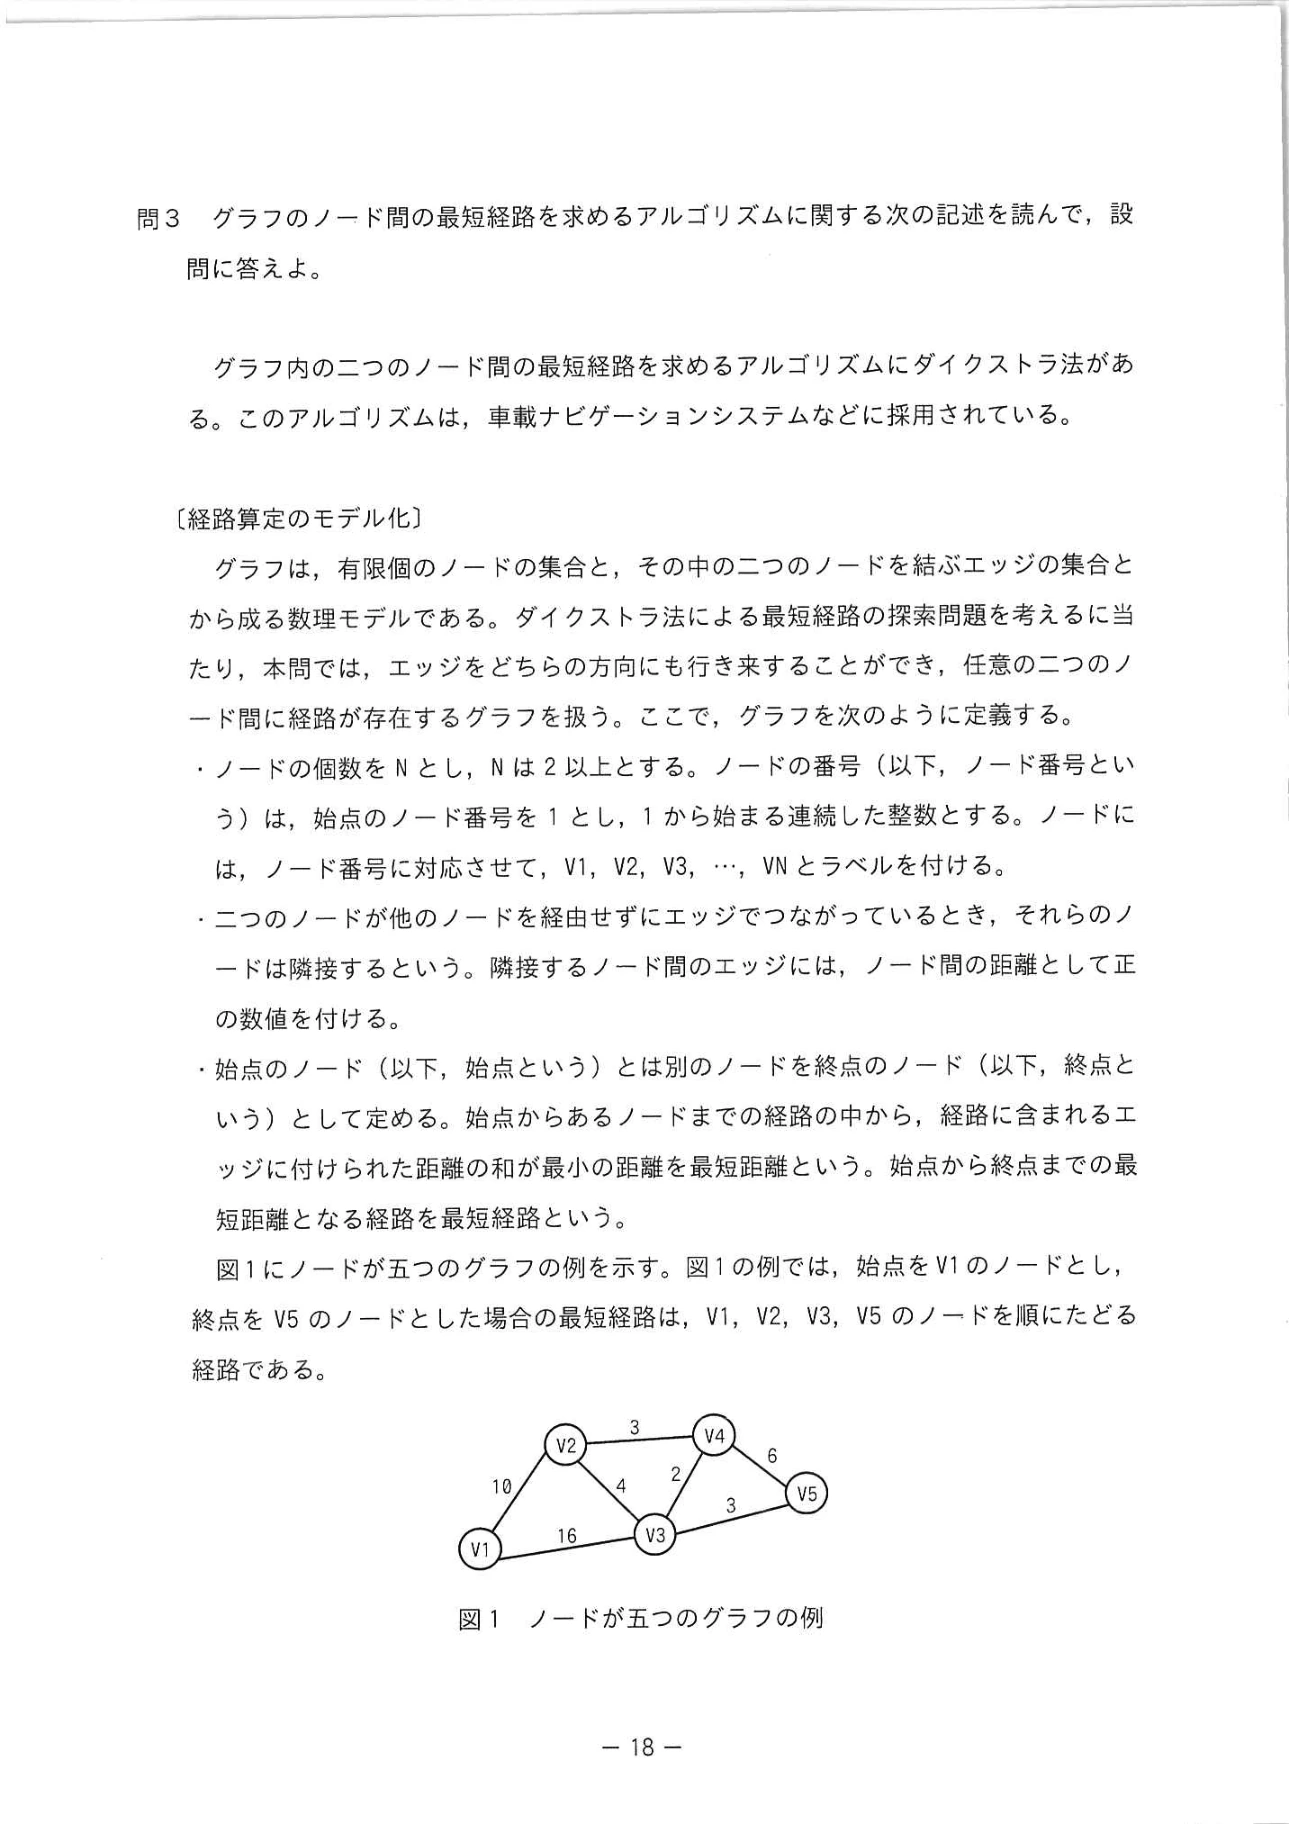 問3　グラフのノード間の最短経路を求めるアルゴリズムに関する次の記述を読んで，設
問に答えよ。
グラフ内の二つのノード間の最短経路を求めるアルゴリズムにダイクストラ法があ
る。このアルゴリズムは，車載ナビゲーションシステムなどに採用されている。
〔経路算定のモデル化〕
グラフは，有限個のノードの集合と，その中の二つのノードを結ぶエッジの集合と
から成る数理モデルである。ダイクストラ法による最短経路の探索問題を考えるに当
たり，本問では，エッジをどちらの方向にも行き来することができ，任意の二つのノ
ード間に経路が存在するグラフを扱う。ここで，グラフを次のように定義する。
・ノードの個数を N とし，N は 2 以上とする。ノードの番号（以下，ノード番号とい
う）は，始点のノード番号を 1 とし，1 から始まる連続した整数とする。ノードに
は，ノード番号に対応させて，V1，V2，V3，…，VN とラベルを付ける。
・二つのノードが他のノードを経由せずにエッジでつながっているとき，それらのノ
ードは隣接するという。隣接するノード間のエッジには，ノード間の距離として正
の数値を付ける。
・始点のノード（以下，始点という）とは別のノードを終点のノード（以下，終点と
いう）として定める。始点からあるノードまでの経路の中から，経路に含まれるエ
ッジに付けられた距離の和が最小の距離を最短距離という。始点から終点までの最
短距離となる経路を最短経路という。
図1にノードが五つのグラフの例を示す。図1の例では，始点を V1 のノードとし，
終点を V5 のノードとした場合の最短経路は，V1，V2，V3，V5 のノードを順にたどる
経路である。
3
V2
V4
6
10
4
2
V5
3
16
V3
V1
図1　ノードが五つのグラフの例
－ 18 －